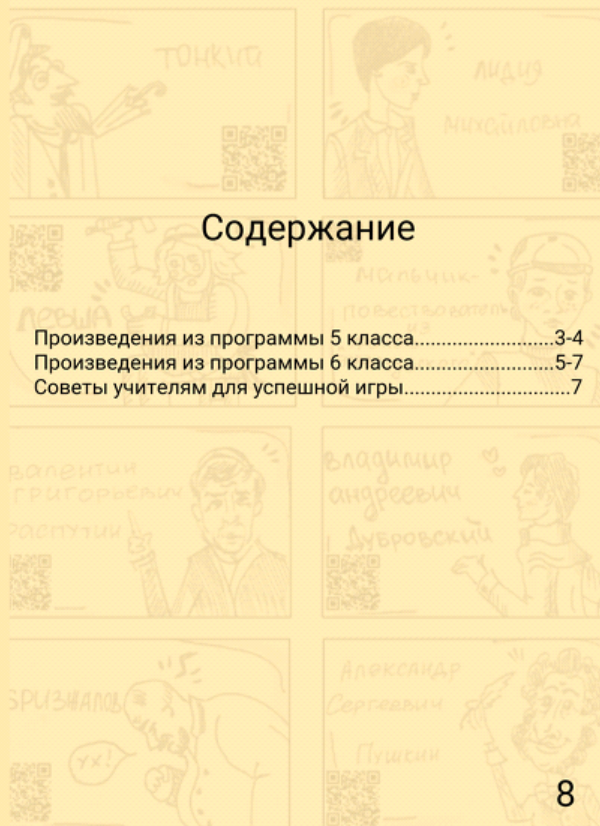 ТОНКИЙ
ЛИДИЯ
МИХАЙЛОВНА
Содержание
ЛЕВША
МАЛЬЧИК-
ПОВЕСТВОВАТЕЛЬ
ИЗ
Произведения из программы 5 класса.........................3-4
Произведения из программы 6 класса.........................5-7
Советы учителям для успешной игры..............................7
ВАЛЕНТИН
ГРИГОРЬЕВИЧ
РАСПУТИН
ВЛАДИМИР
АНДРЕЕВИЧ
ДУБРОВСКИЙ
БРИЗЖАЛОВ
УХ!
АЛЕКСАНДР
СЕРГЕЕВИЧ
ПУШКИН
8